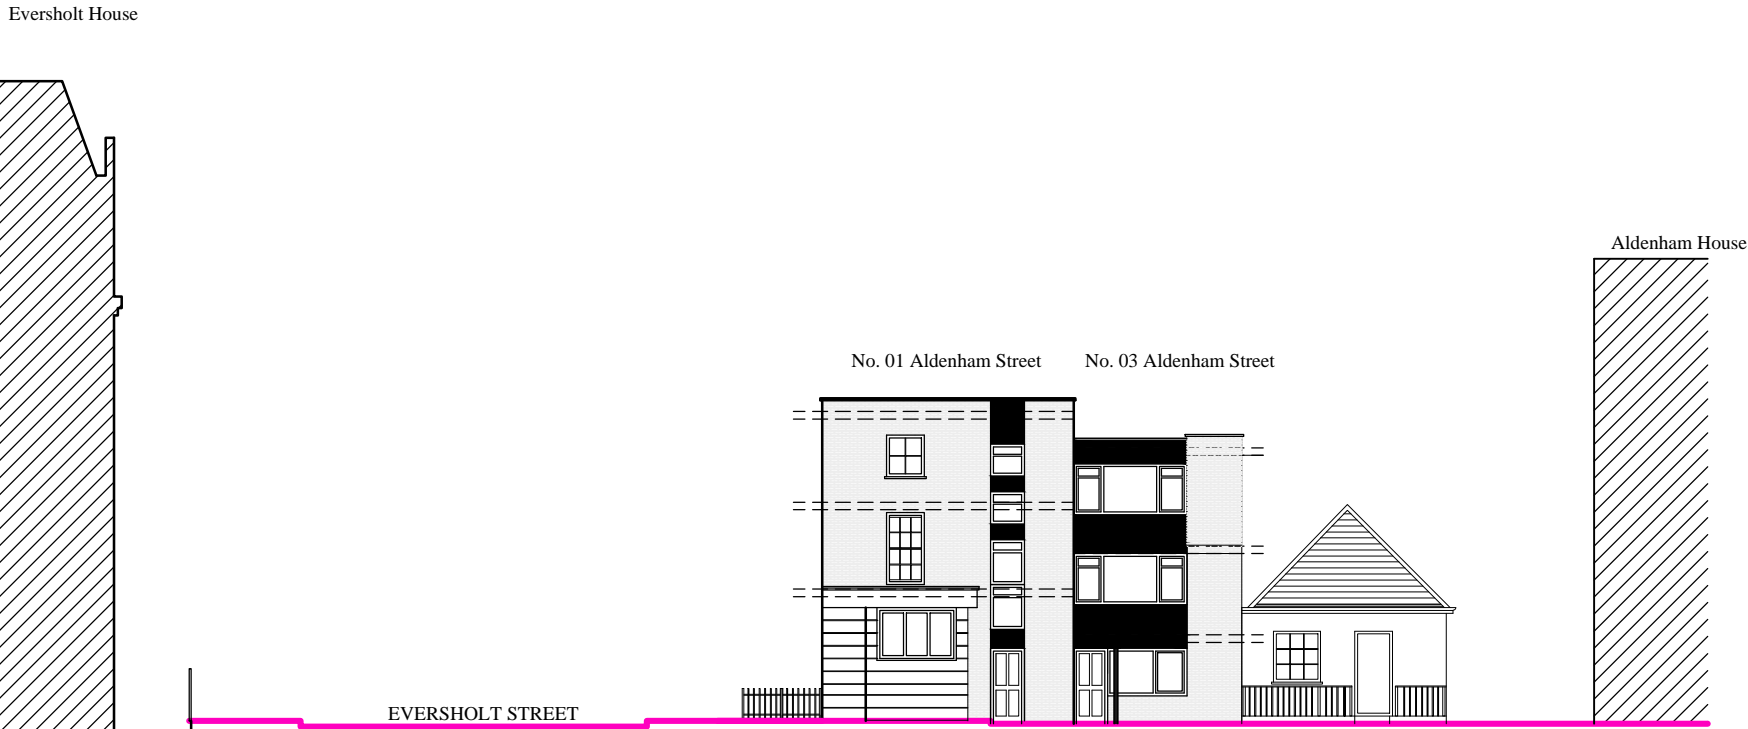 Eversholt House
Aldenham House
No. 01 Aldenham Street
No. 03 Aldenham Street
EVERSHOLT STREET